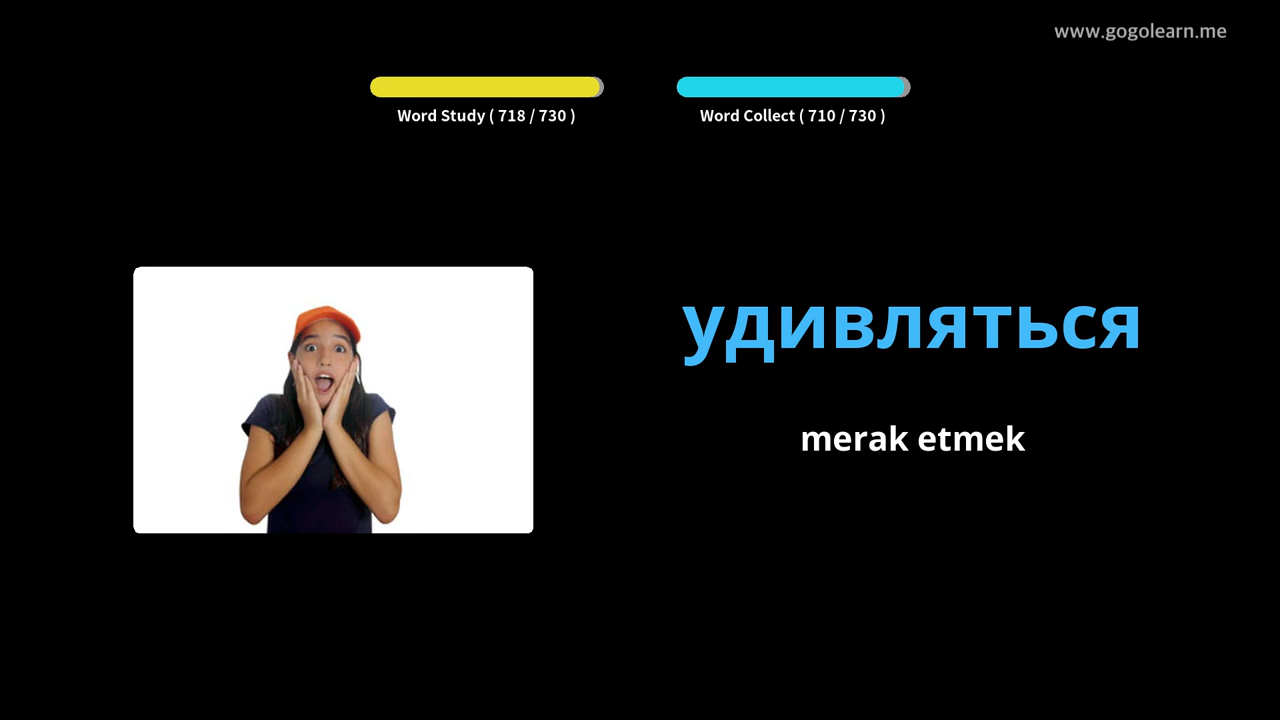 www.gogolearn.me
Word Study ( 718 / 730 )
Word Collect ( 710 / 730 )
удивляться
merak etmek